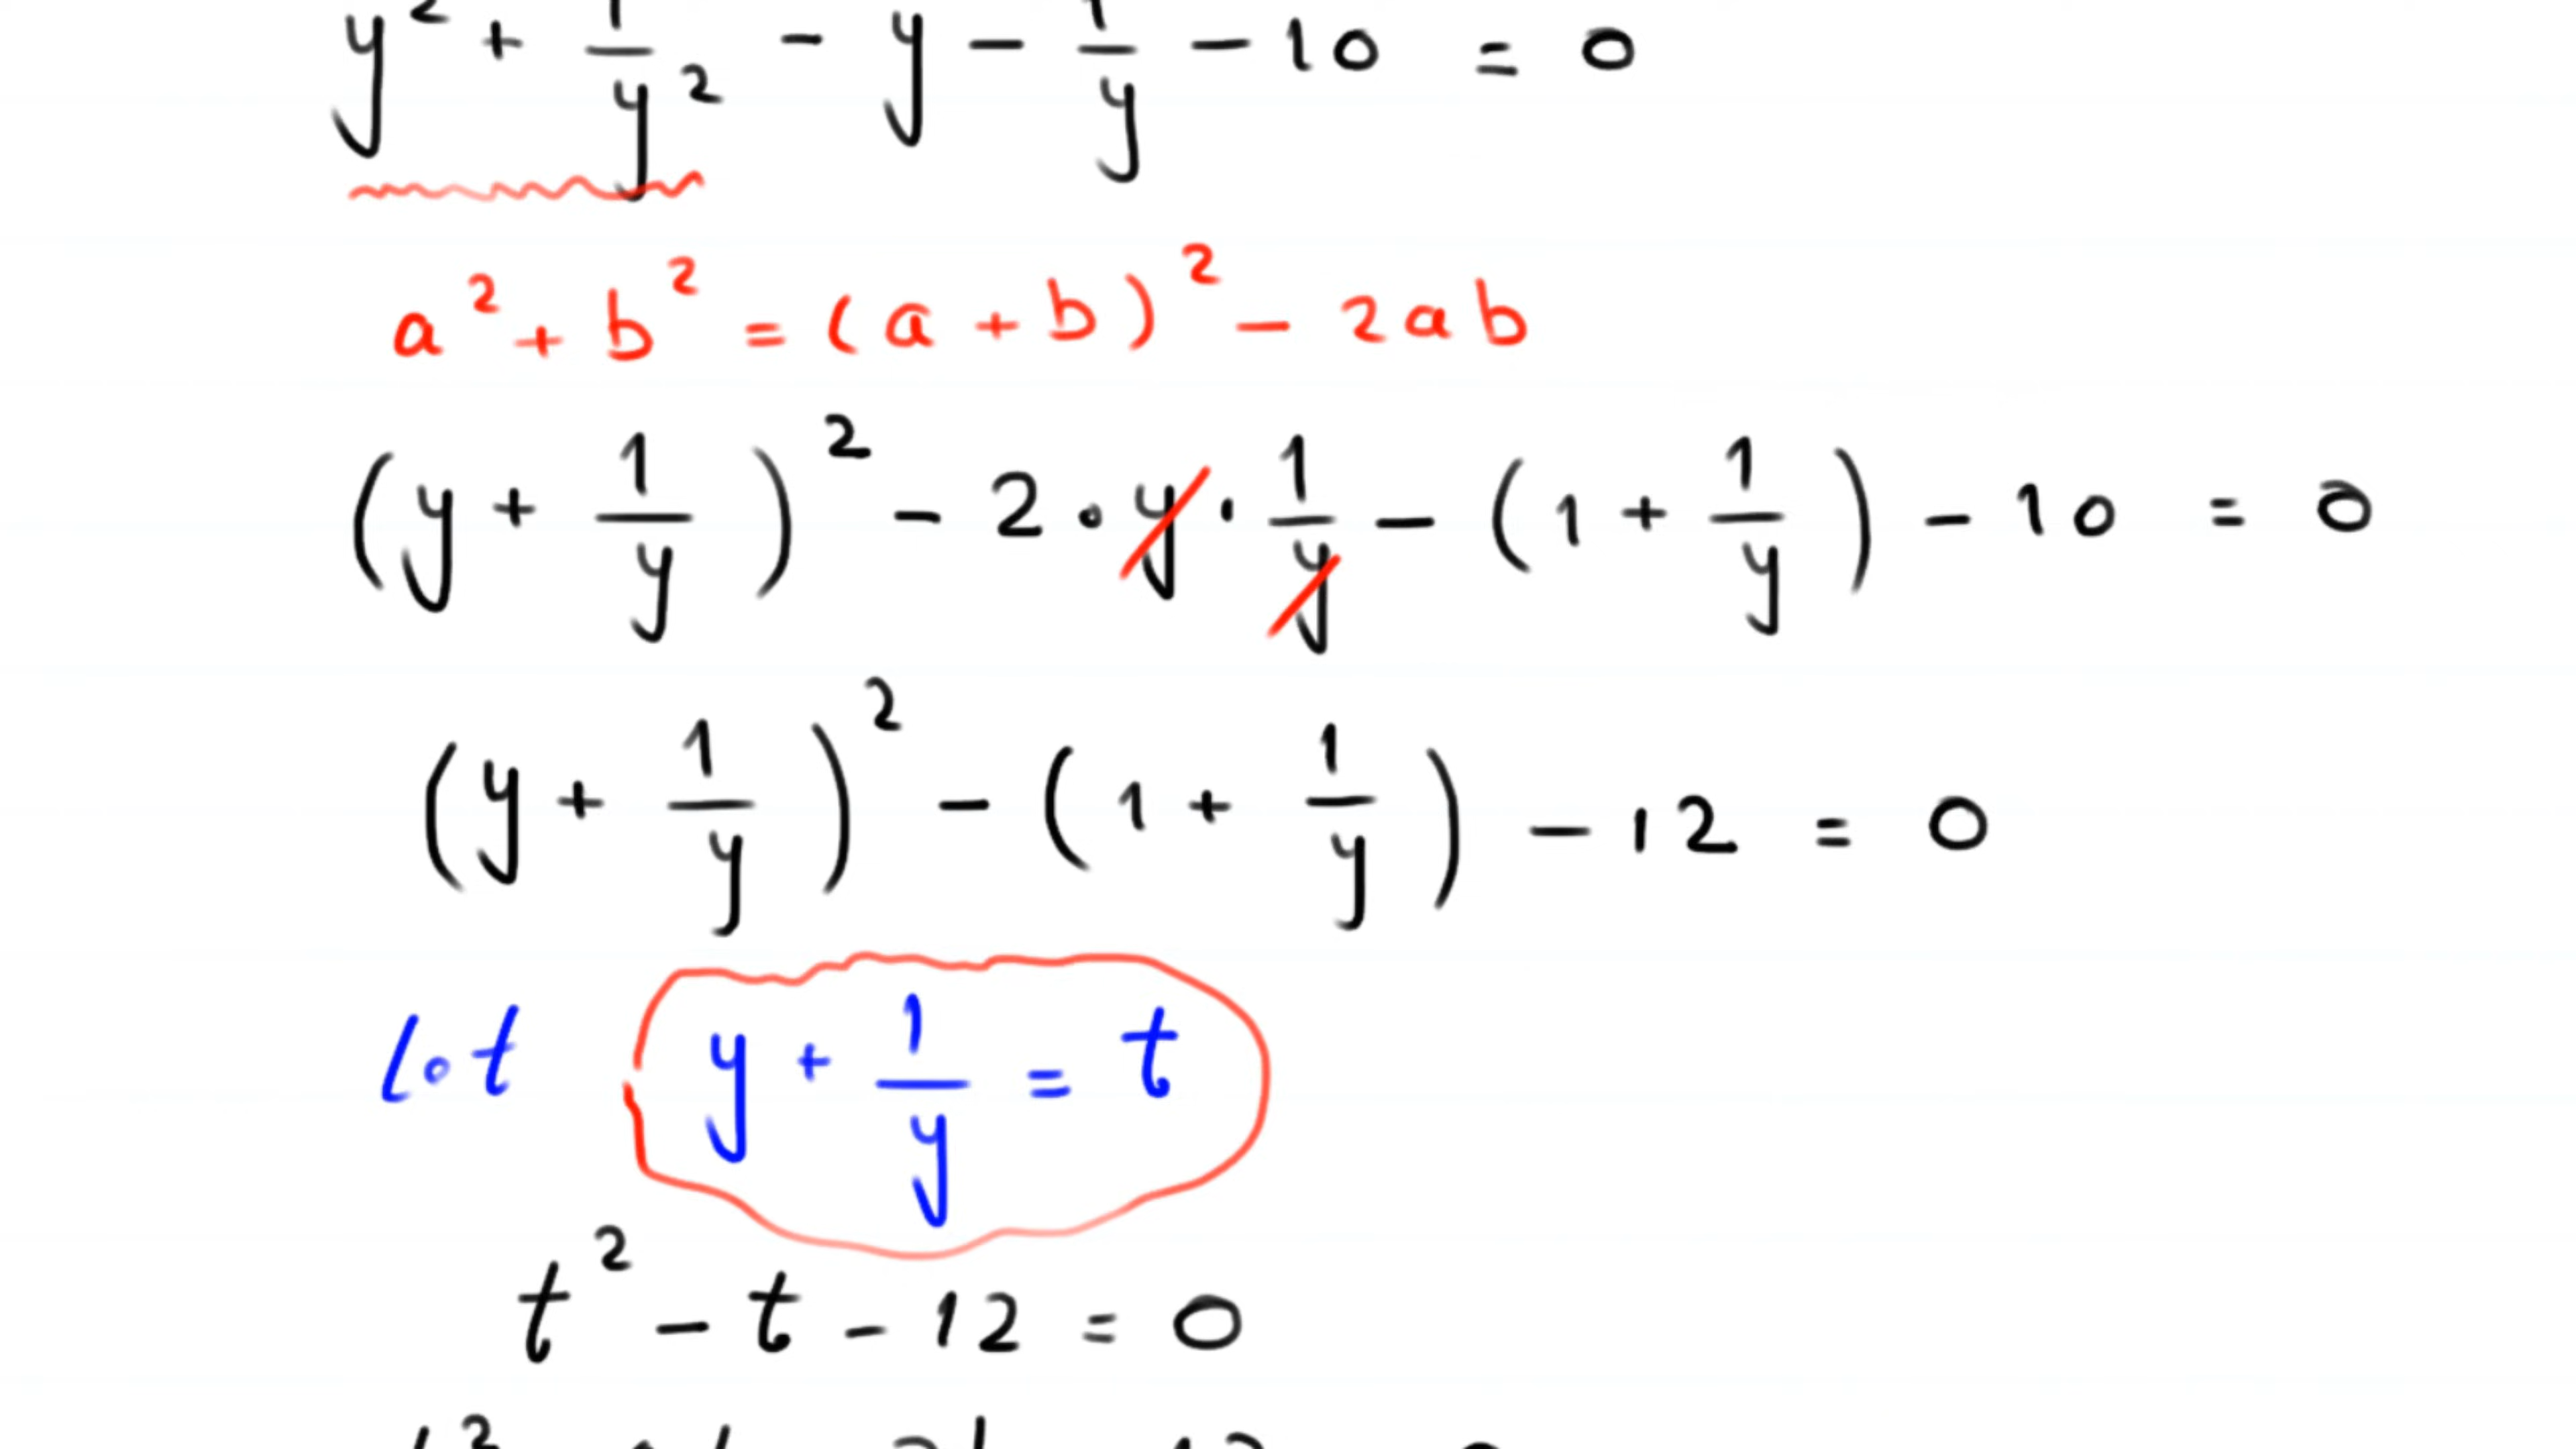 y² + 1/y² - y - 1/y - 10 = 0
a² + b² = (a + b)² - 2ab
(y + 1/y)² - 2 · y · 1/y - (1 + 1/y) - 10 = 0
(y + 1/y)² - (1 + 1/y) - 12 = 0
Lot y + 1/y = t
t² - t - 12 = 0